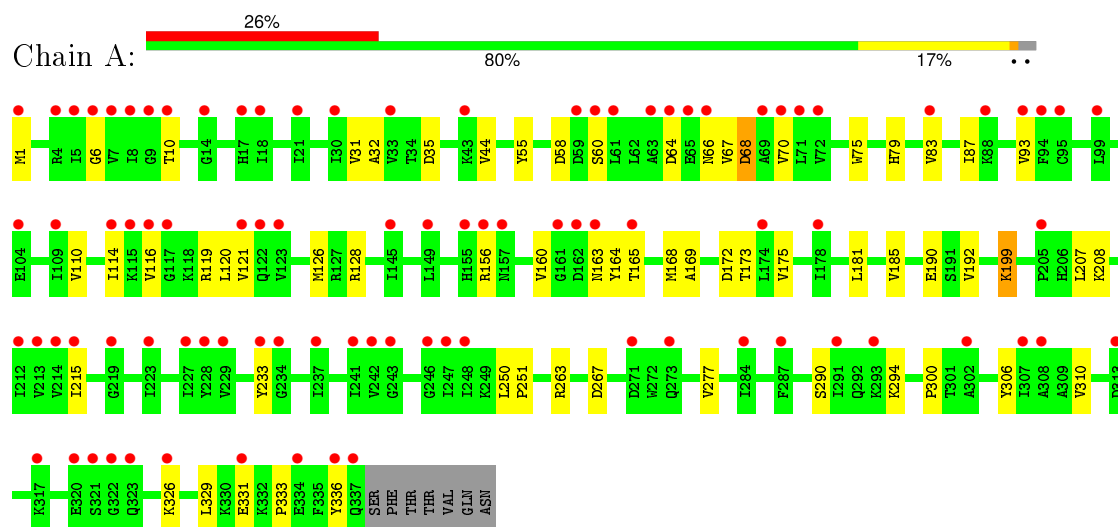 26%
Chain A:
80% 17% • •
M1 R4 I5 G6 V7 I8 G9 T10 G14 H17 I18 I21 I30 V31 A32 V33 T34 D35 K43 V44 Y55 D58 D59 S60 L61 L62 A63 D64 E65 N66 V67 D68 A69 V70 L71 V72 W75 H79 V83 I87 K88 V93 F94 C95 L99
E104 I109 V110 I114 K115 V116 G117 K118 R119 L120 V121 Q122 V123 M126 R127 R128 I145 L149 H155 R156 N157 V160 G161 D162 N163 Y164 T165 M168 A169 D172 T173 L174 V175 I178 L181 V185 E190 S191 V192 K199 P205 H206 L207 K208
I212 V213 V214 I215 G219 I223 I227 Y228 V229 Y233 G234 I237 I241 V242 G243 G246 I247 I248 K249 L250 P251 R263 D267 D271 W272 Q273 V277 I284 F287 S290 I291 Q292 K293 K294 P300 T301 A302 Y306 I307 A308 A309 V310
K317 E320 S321 G322 Q323 K326 L329 K330 E331 K332 P333 E334 F335 Y336 Q337 SER PHE THR THR VAL GLN ASN